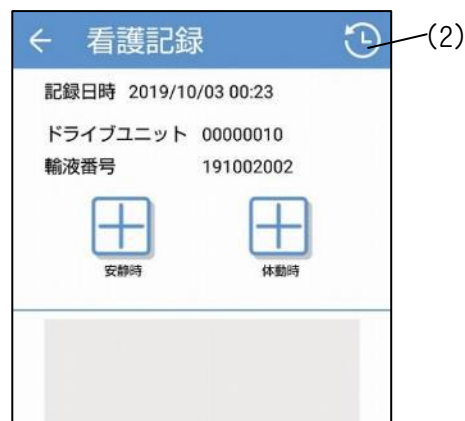 看護記録
(2)
記録日時 2019/10/03 00:23
ドライブユニット 00000010
輸液番号 191002002
安静時 体動時